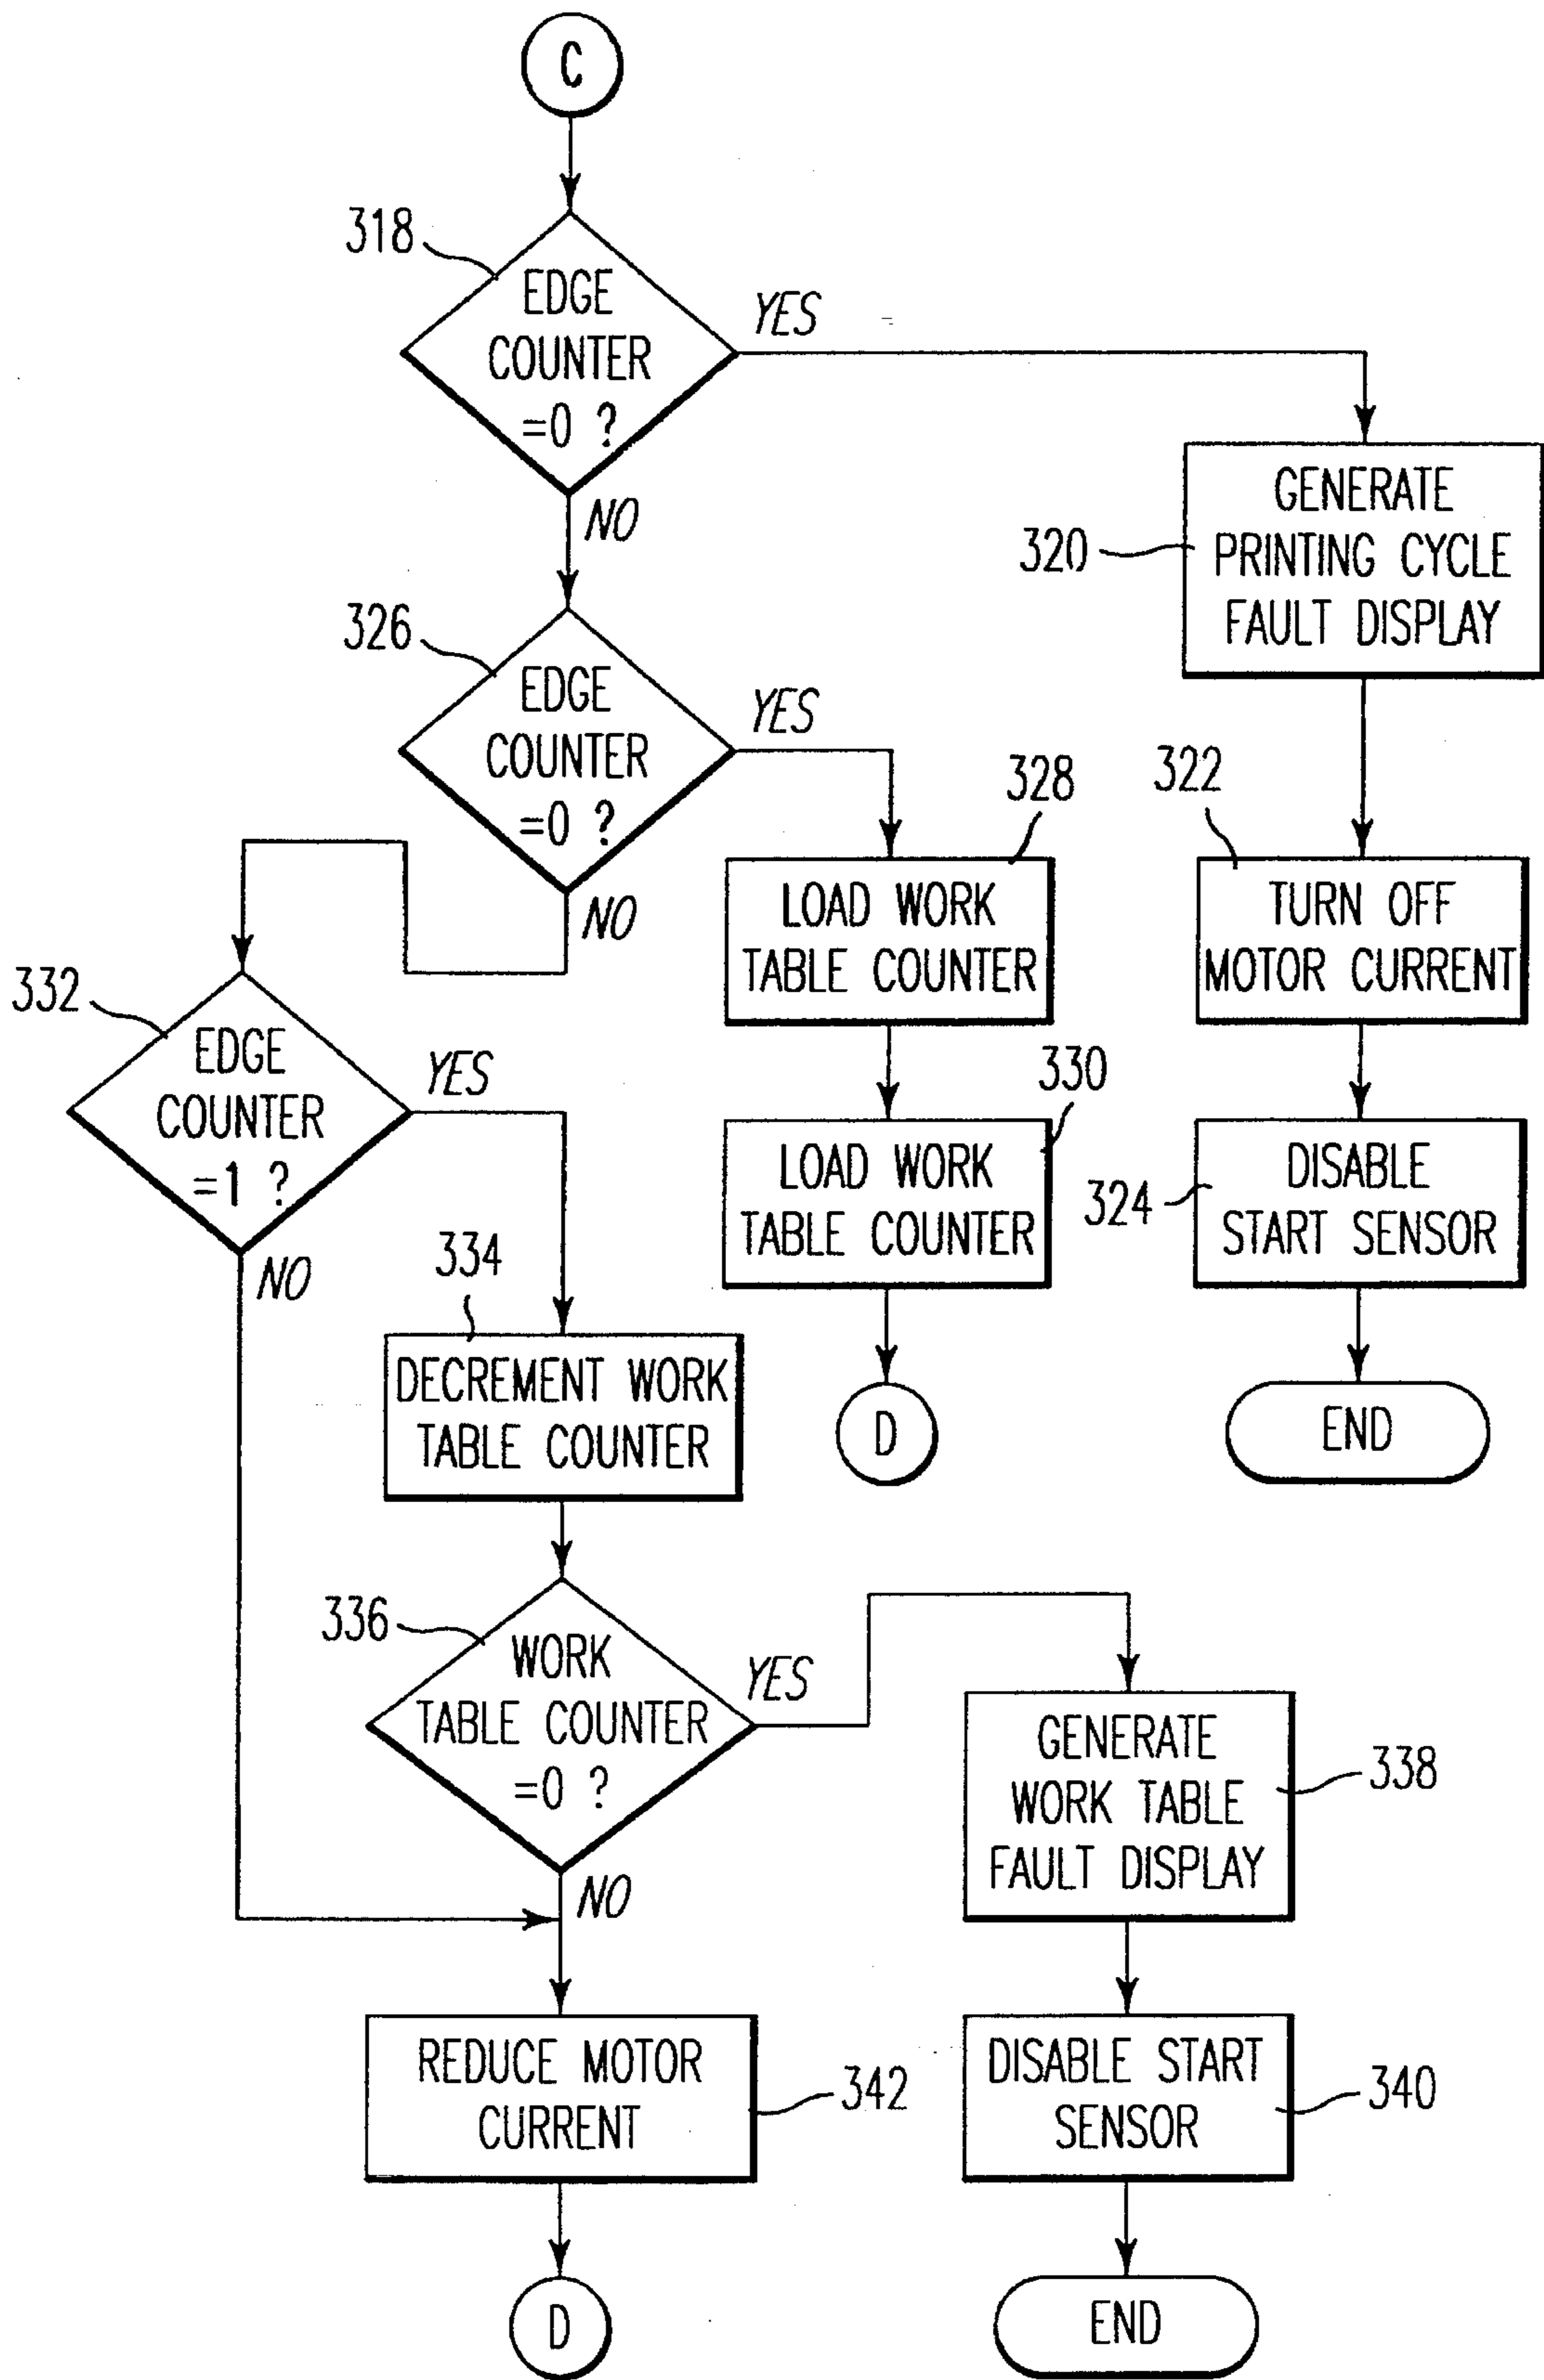 C
318
EDGE
COUNTER
=0 ?
YES
NO
GENERATE
PRINTING CYCLE
FAULT DISPLAY
320
326
EDGE
COUNTER
=0 ?
YES
NO
328
LOAD WORK
TABLE COUNTER
322
TURN OFF
MOTOR CURRENT
332
EDGE
COUNTER
=1 ?
YES
NO
330
LOAD WORK
TABLE COUNTER
324
DISABLE
START SENSOR
334
DECREMENT WORK
TABLE COUNTER
D
END
336
WORK
TABLE COUNTER
=0 ?
YES
NO
GENERATE
WORK TABLE
FAULT DISPLAY
338
REDUCE MOTOR
CURRENT
342
DISABLE START
SENSOR
340
D
END